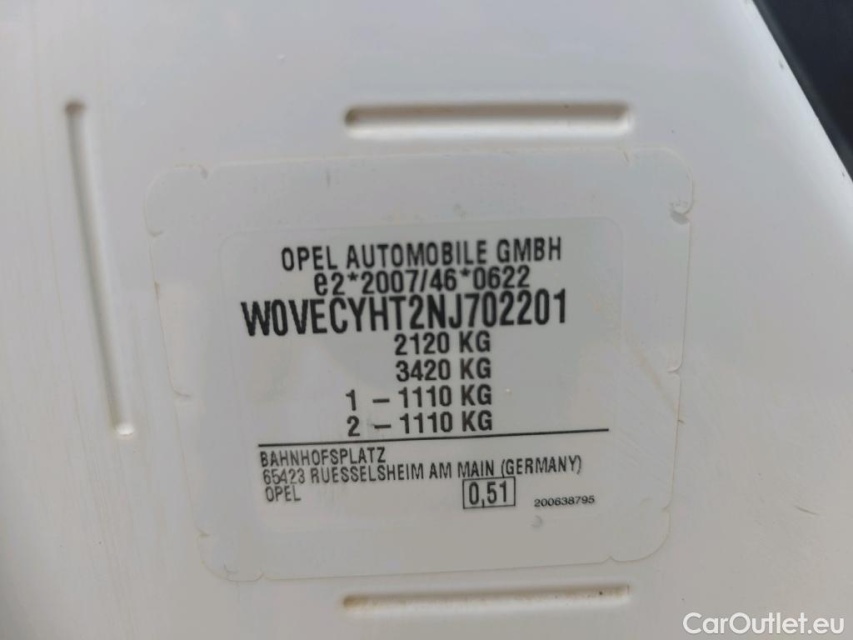 OPEL AUTOMOBILE GMBH
e2*2007/46*0622
W0VECYHT2NJ702201
2120 KG
3420 KG
1 – 1110 KG
2 – 1110 KG
BAHNHOFSPLATZ
65423 RUESSELSHEIM AM MAIN (GERMANY)
OPEL 0,51 200638795
CarOutlet.eu